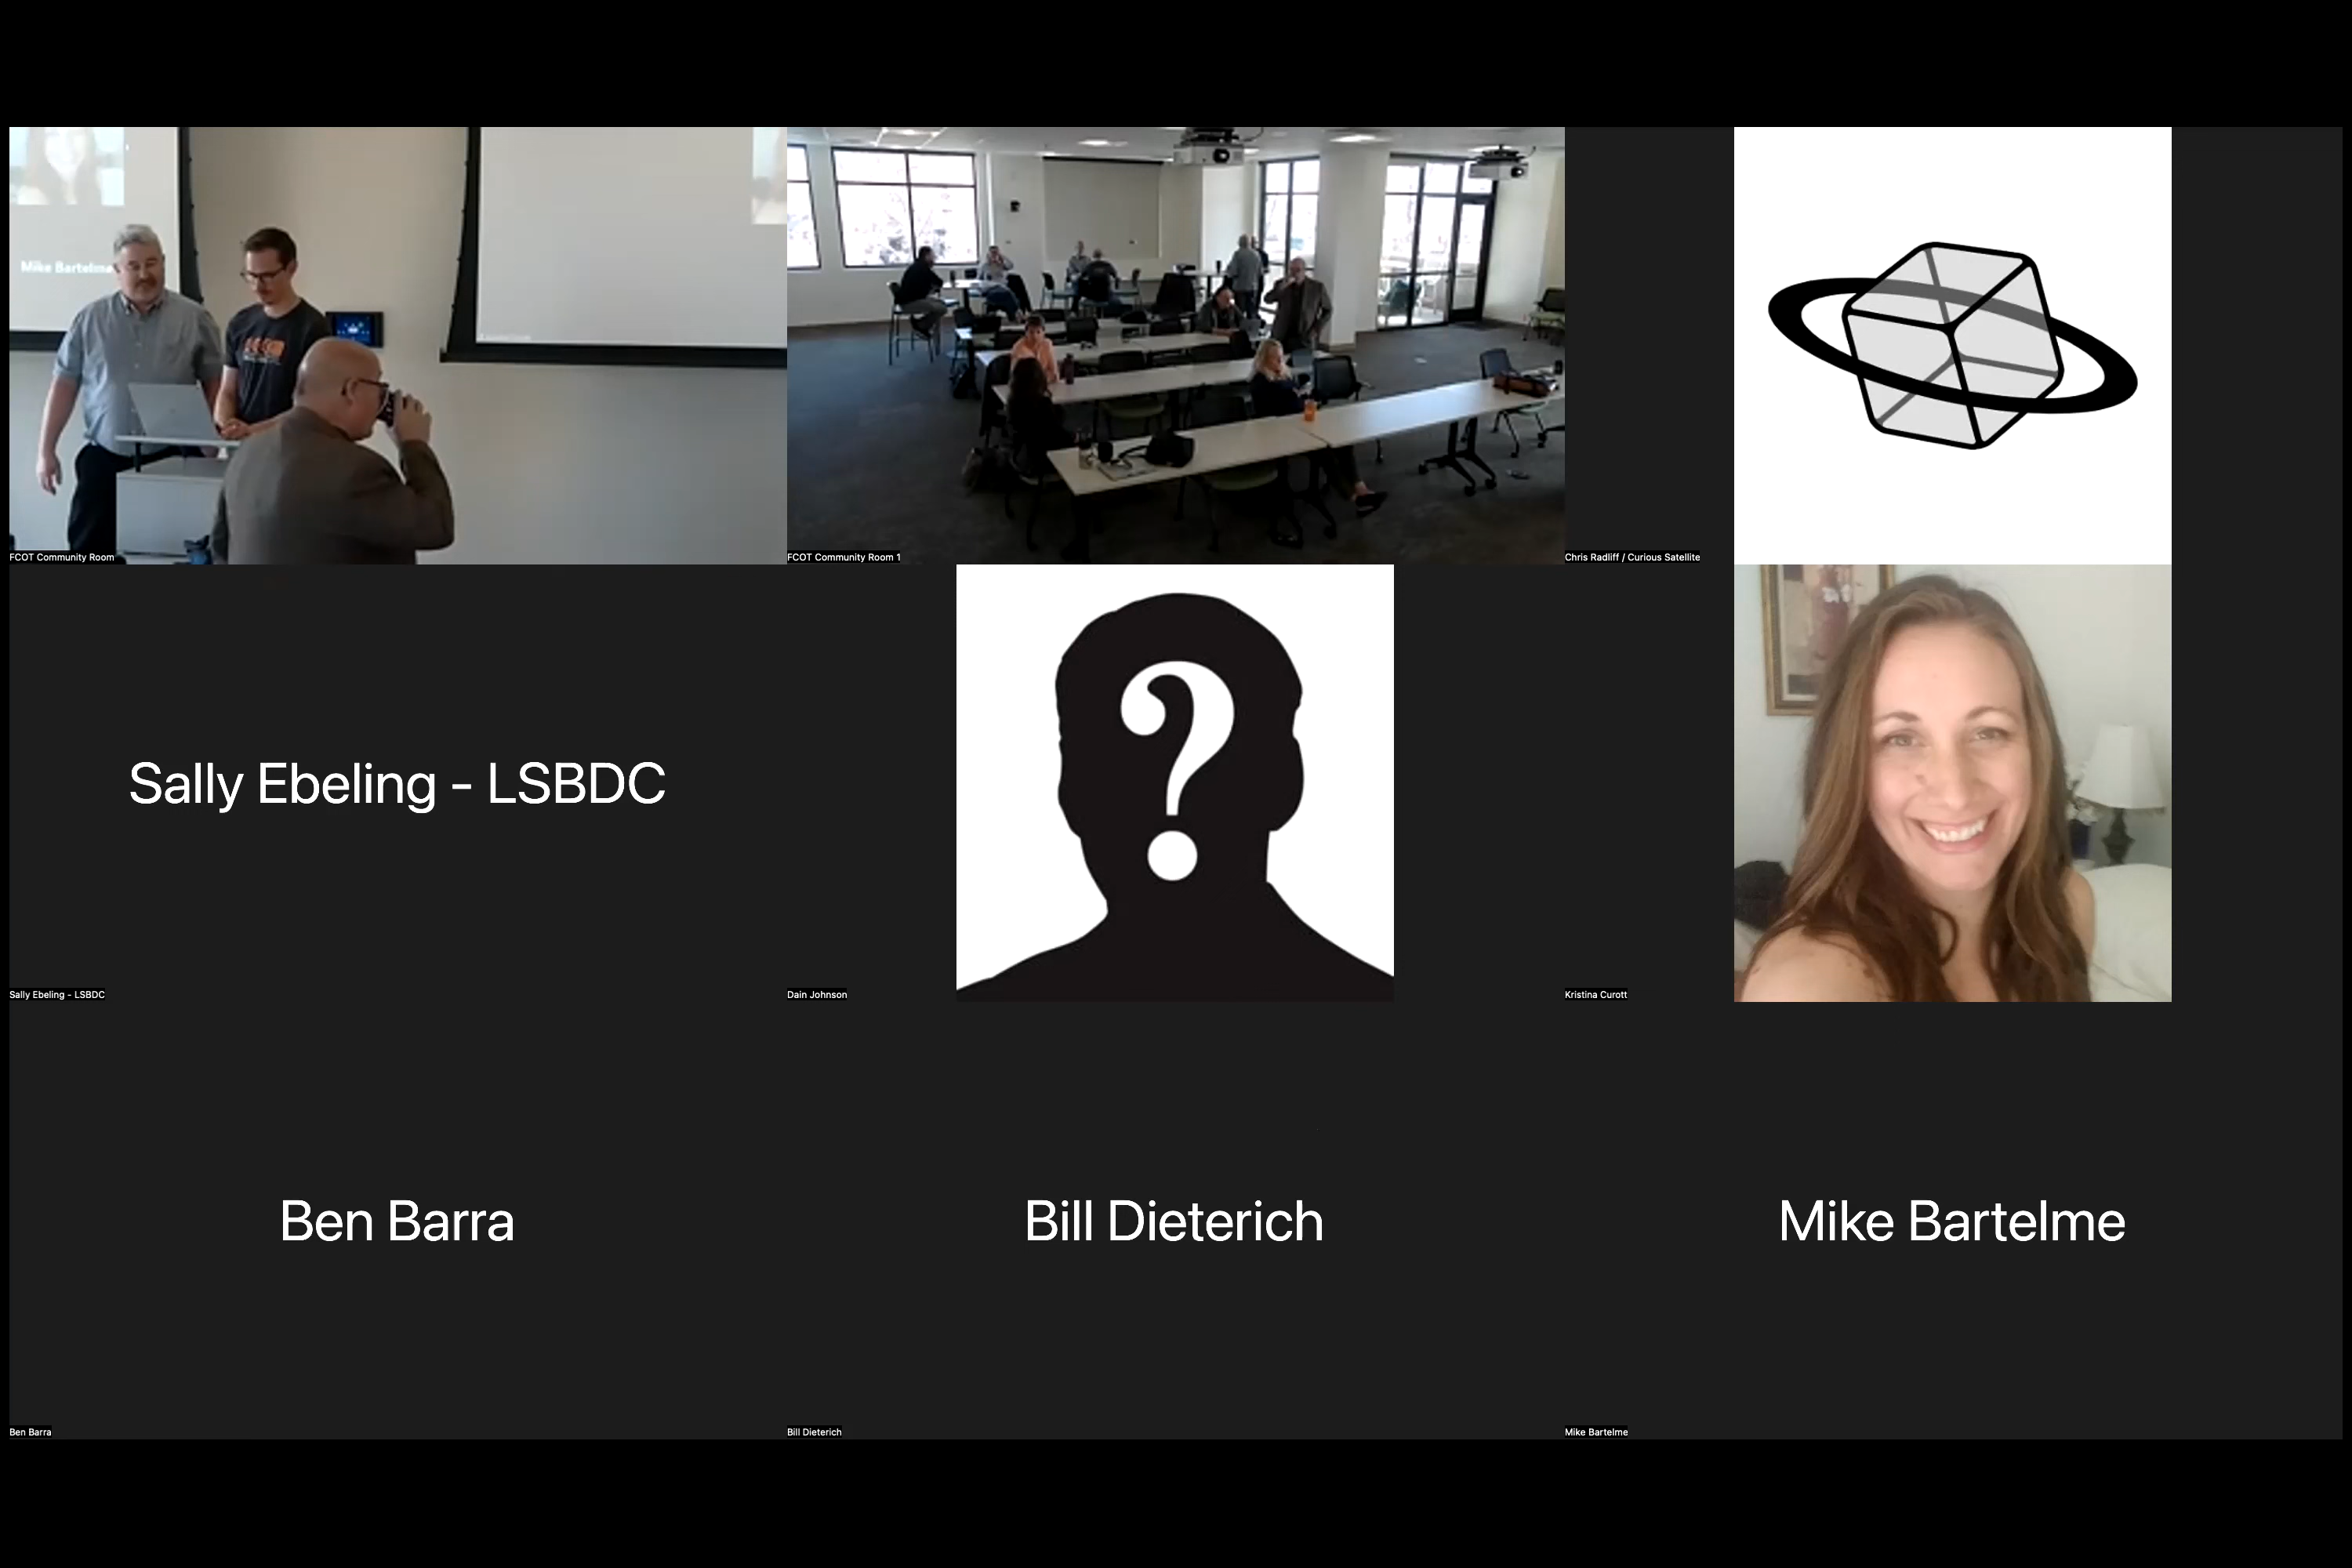 Mike Bartelme
FCOT Community Room
FCOT Community Room 1
Chris Radliff / Curious Satellite
Sally Ebeling - LSBDC
?
Sally Ebeling - LSBDC
Dain Johnson
Kristina Curott
Ben Barra
Bill Dieterich
Mike Bartelme
Ben Barra
Bill Dieterich
Mike Bartelme